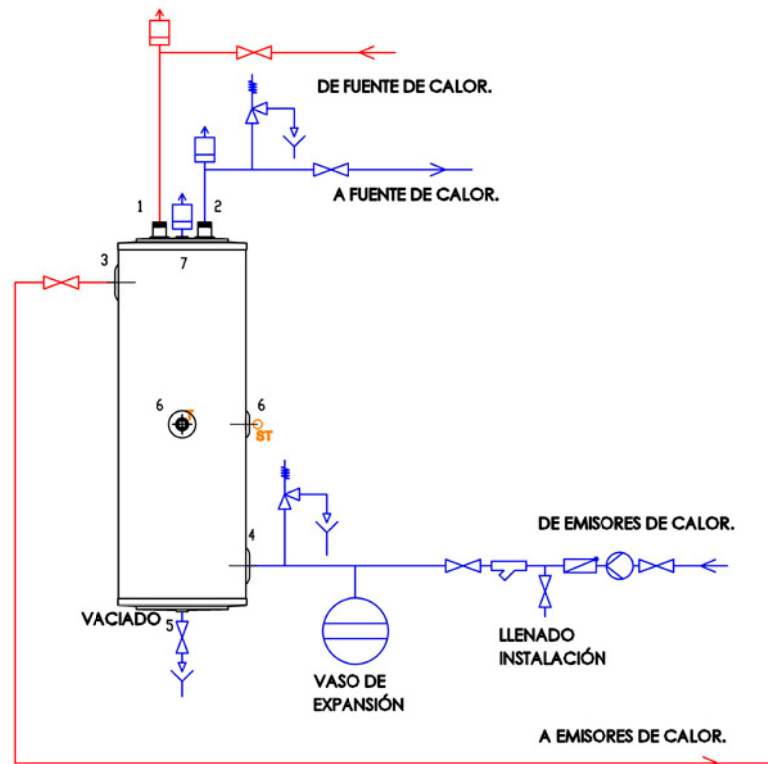 DE FUENTE DE CALOR.
A FUENTE DE CALOR.
1
2
3
7
6
T
6
ST
4
DE EMISORES DE CALOR.
VACIADO
5
LLENADO
INSTALACIÓN
VASO DE
EXPANSIÓN
A EMISORES DE CALOR.